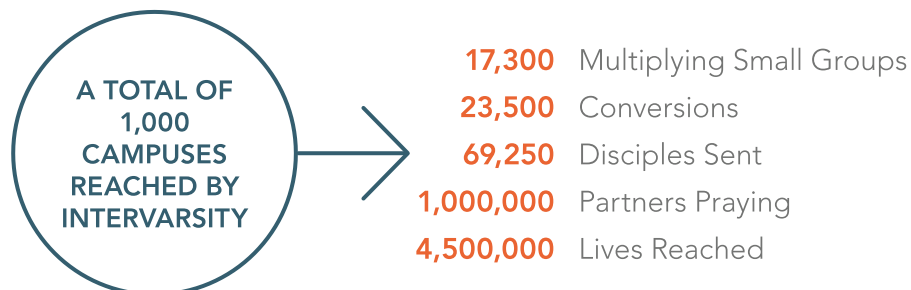 A TOTAL OF
1,000
CAMPUSES
REACHED BY
INTERVARSITY
17,300 Multiplying Small Groups
23,500 Conversions
69,250 Disciples Sent
1,000,000 Partners Praying
4,500,000 Lives Reached